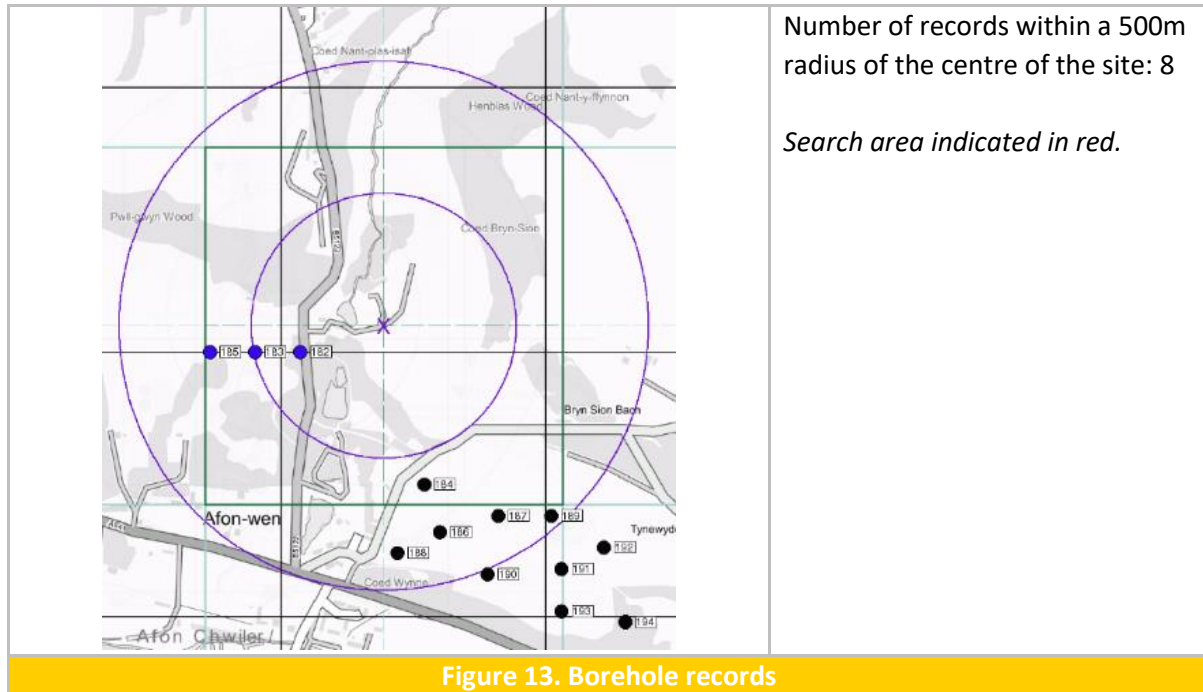 Number of records within a 500m
radius of the centre of the site: 8
Search area indicated in red.
Coed Nant-plas-isaf
Coed Nant-y-ffynnon
Henblas Wood
Pwll-gwyn Wood
Coed Bryn-Sion
B5122
185
183
182
Bryn Sion Bach
184
Afon-wen
187
189
186
Tynewydd
192
188
B5122
190
191
Coed Wynne
193
194
Afon Chwiler /
Figure 13. Borehole records